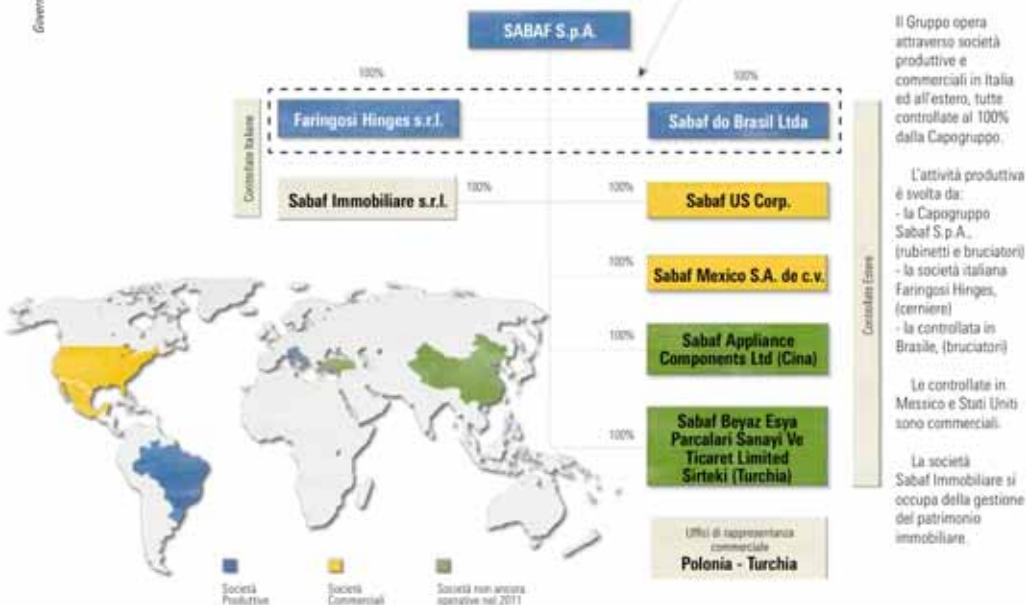 SABAF S.p.A.
100%
100%
Controllate Italiane
Faringosi Hinges s.r.l.
Sabaf do Brasil Ltda
Sabaf Immobiliare s.r.l.
100%
100%
Sabaf US Corp.
100%
Sabaf Mexico S.A. de c.v.
100%
Sabaf Appliance
Components Ltd (Cina)
100%
Sabaf Beyaz Esya
Parcalari Sanayi Ve
Ticaret Limited
Sirteki (Turchia)
Controllate Estere
Uffici di rappresentanza
commerciale
Polonia - Turchia
Società
Produttive
Società
Commerciali
Società non ancora
operative nel 2011
Il Gruppo opera
attraverso società
produttive e
commerciali in Italia
ed all'estero, tutte
controllate al 100%
dalla Capogruppo.
L'attività produttiva
è svolta da:
- la Capogruppo
Sabaf S.p.A.,
(rubinetti e bruciatori)
- la società italiana
Faringosi Hinges,
(cerniere)
- la controllata in
Brasile, (bruciatori)
Le controllate in
Messico e Stati Uniti
sono commerciali.
La società
Sabaf Immobiliare si
occupa della gestione
del patrimonio
immobiliare.